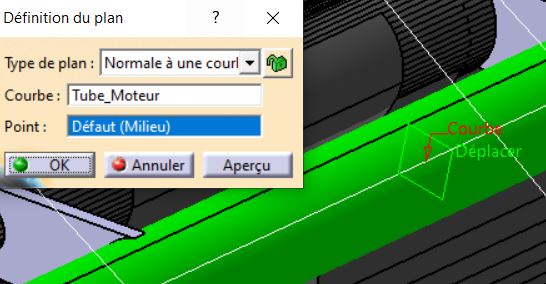 Définition du plan ?
Type de plan : Normale à une courl
Courbe : Tube_Moteur
Point : Défaut (Milieu)
OK Annuler Aperçu
Courbe
Déplacer